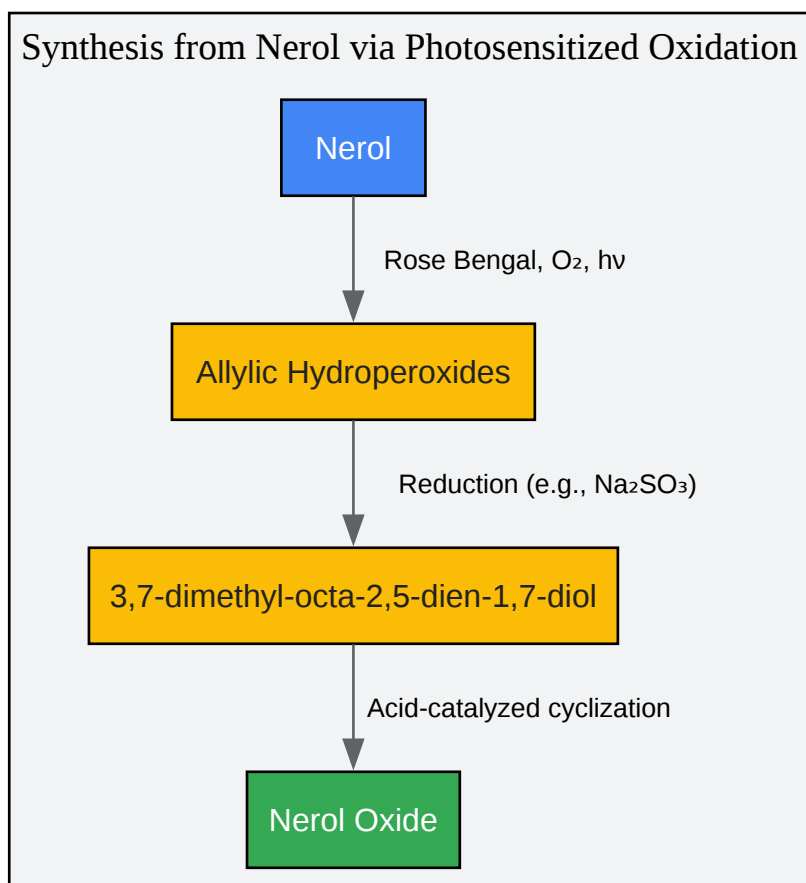 Synthesis from Nerol via Photosensitized Oxidation
Nerol
Rose Bengal, O₂, hν
Allylic Hydroperoxides
Reduction (e.g., Na₂SO₃)
3,7-dimethyl-octa-2,5-dien-1,7-diol
Acid-catalyzed cyclization
Nerol Oxide